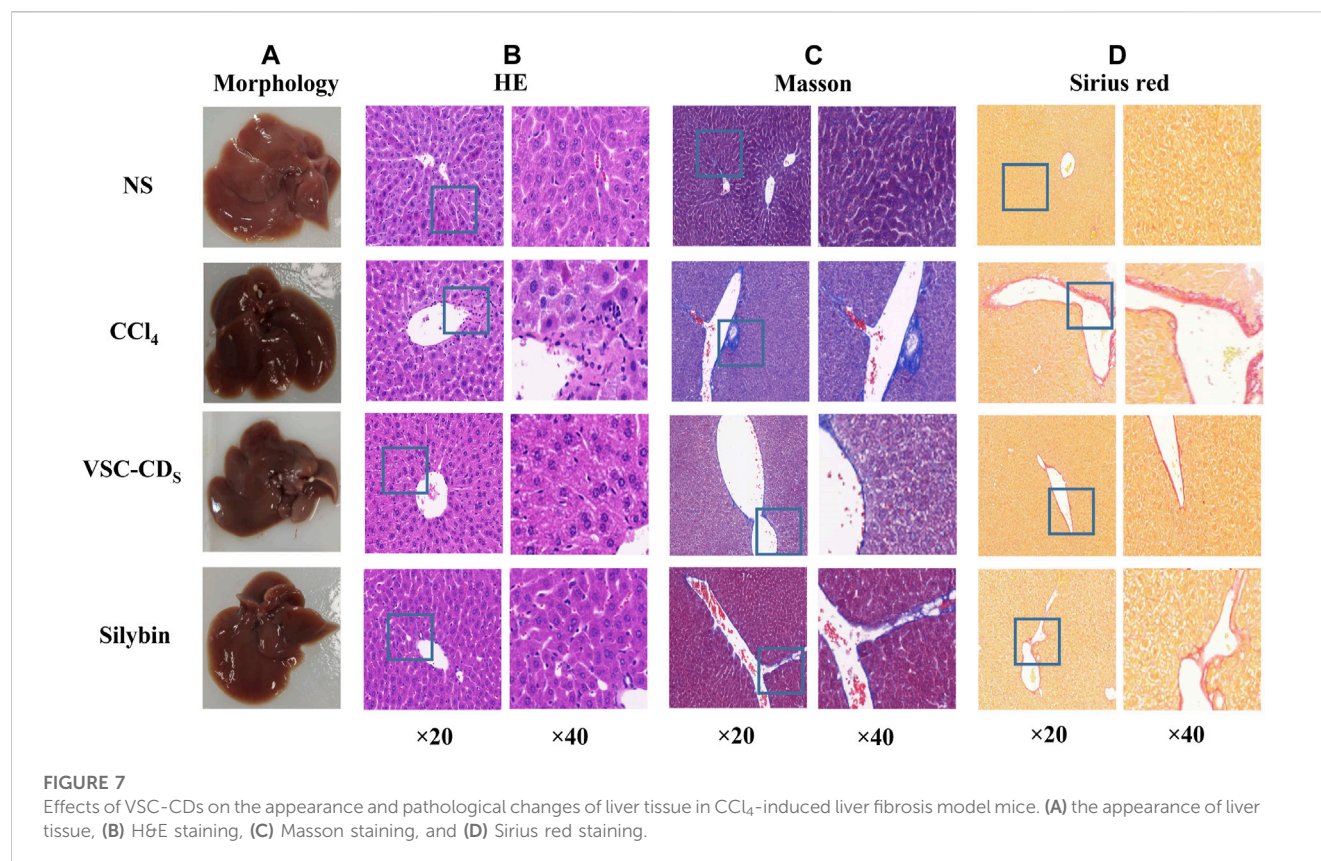 A
B
C
D
Morphology
HE
Masson
Sirius red
NS
CCl₄
VSC-CDₛ
Silybin
×20
×40
×20
×40
×20
×40
FIGURE 7
Effects of VSC-CDs on the appearance and pathological changes of liver tissue in CCl₄-induced liver fibrosis model mice. (A) the appearance of liver
tissue, (B) H&E staining, (C) Masson staining, and (D) Sirius red staining.